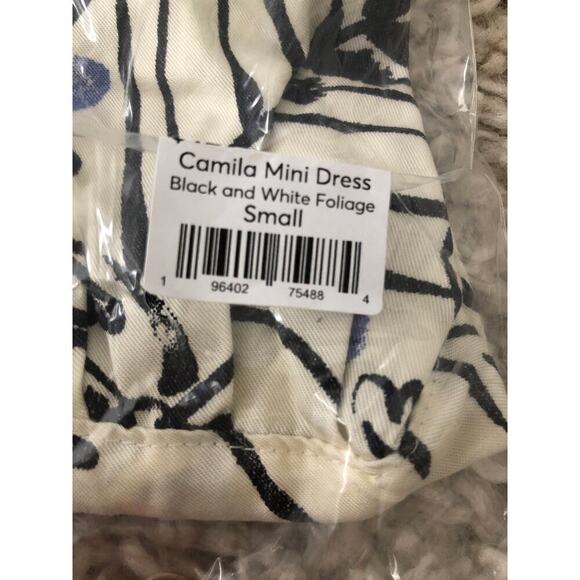 Camila Mini Dress
Black and White Foliage
Small
1 96402 75488 4